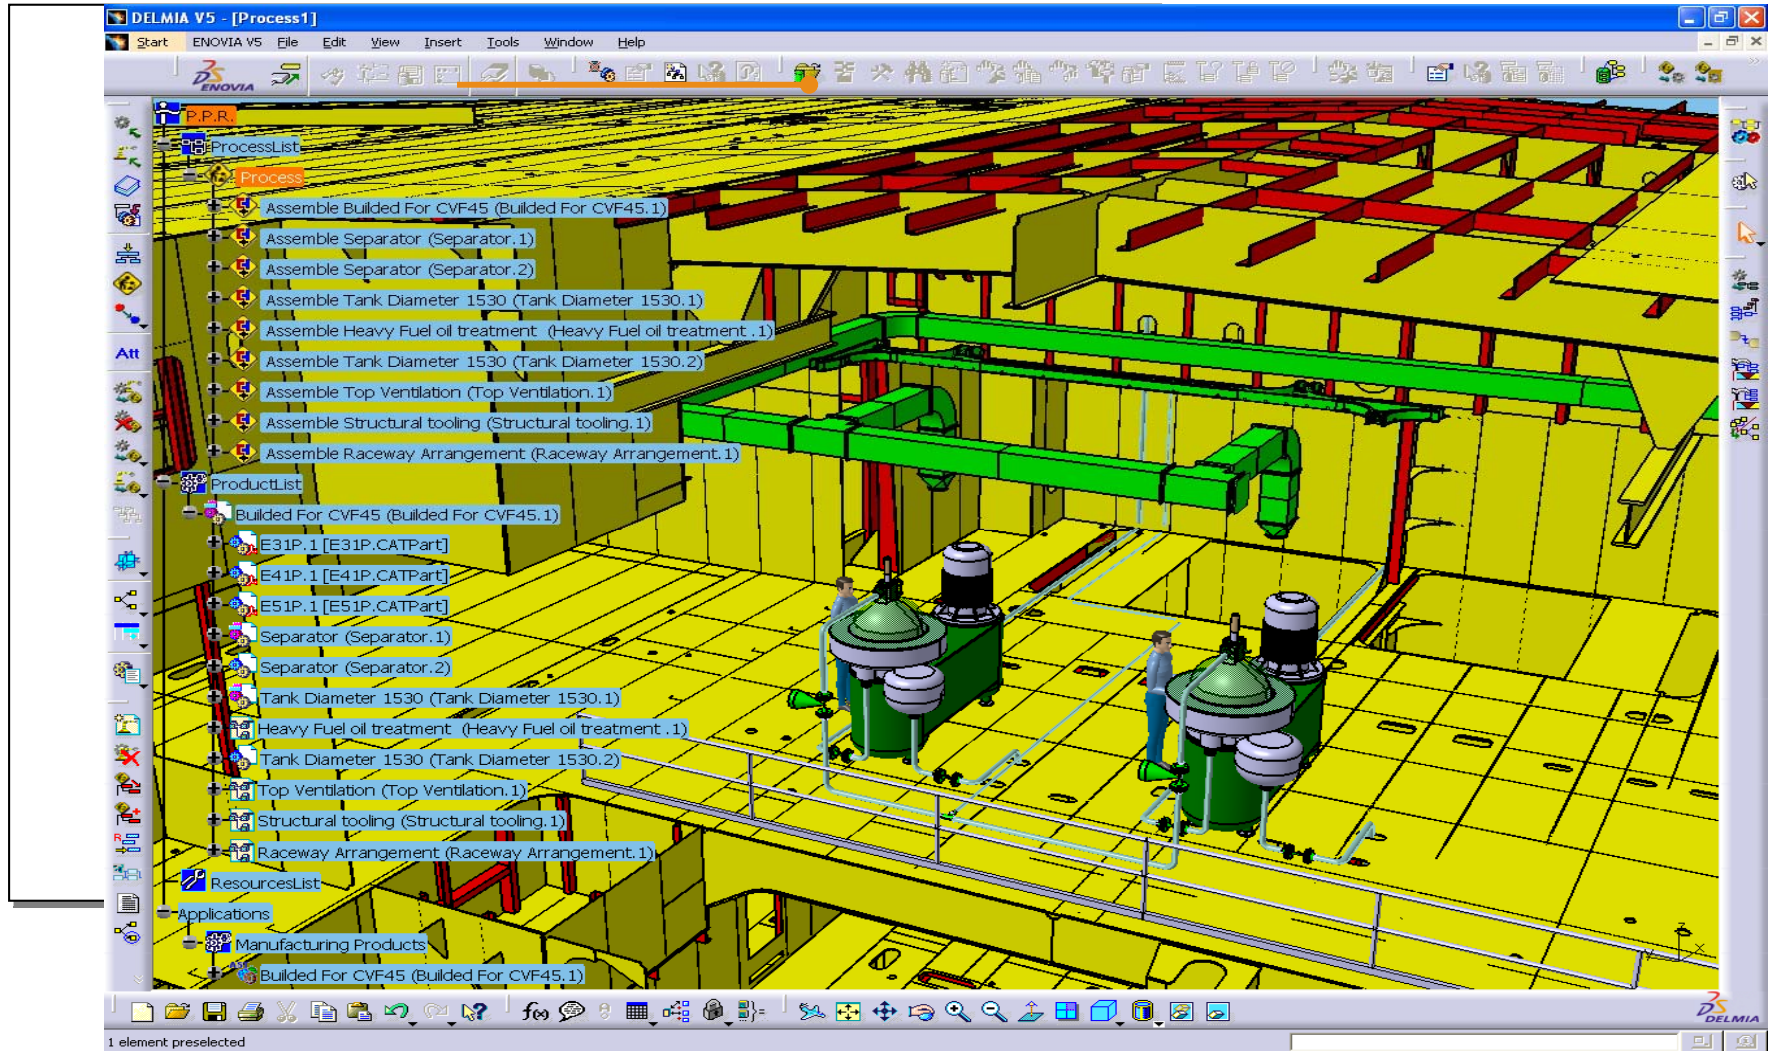 DELMIA V5 - [Process1]
Start ENOVIA V5 File Edit View Insert Tools Window Help
ENOVIA
P.P.R.
ProcessList
Process
Assemble Builded For CVF45 (Builded For CVF45.1)
Assemble Separator (Separator.1)
Assemble Separator (Separator.2)
Assemble Tank Diameter 1530 (Tank Diameter 1530.1)
Assemble Heavy Fuel oil treatment (Heavy Fuel oil treatment .1)
Assemble Tank Diameter 1530 (Tank Diameter 1530.2)
Att
Assemble Top Ventilation (Top Ventilation.1)
Assemble Structural tooling (Structural tooling.1)
Assemble Raceway Arrangement (Raceway Arrangement.1)
ProductList
Builded For CVF45 (Builded For CVF45.1)
E31P.1 [E31P.CATPart]
E41P.1 [E41P.CATPart]
E51P.1 [E51P.CATPart]
Separator (Separator.1)
Separator (Separator.2)
Tank Diameter 1530 (Tank Diameter 1530.1)
Heavy Fuel oil treatment (Heavy Fuel oil treatment .1)
Tank Diameter 1530 (Tank Diameter 1530.2)
Top Ventilation (Top Ventilation.1)
Structural tooling (Structural tooling.1)
Raceway Arrangement (Raceway Arrangement.1)
ResourcesList
Applications
Manufacturing Products
Builded For CVF45 (Builded For CVF45.1)
f(x)
DELMIA
1 element preselected